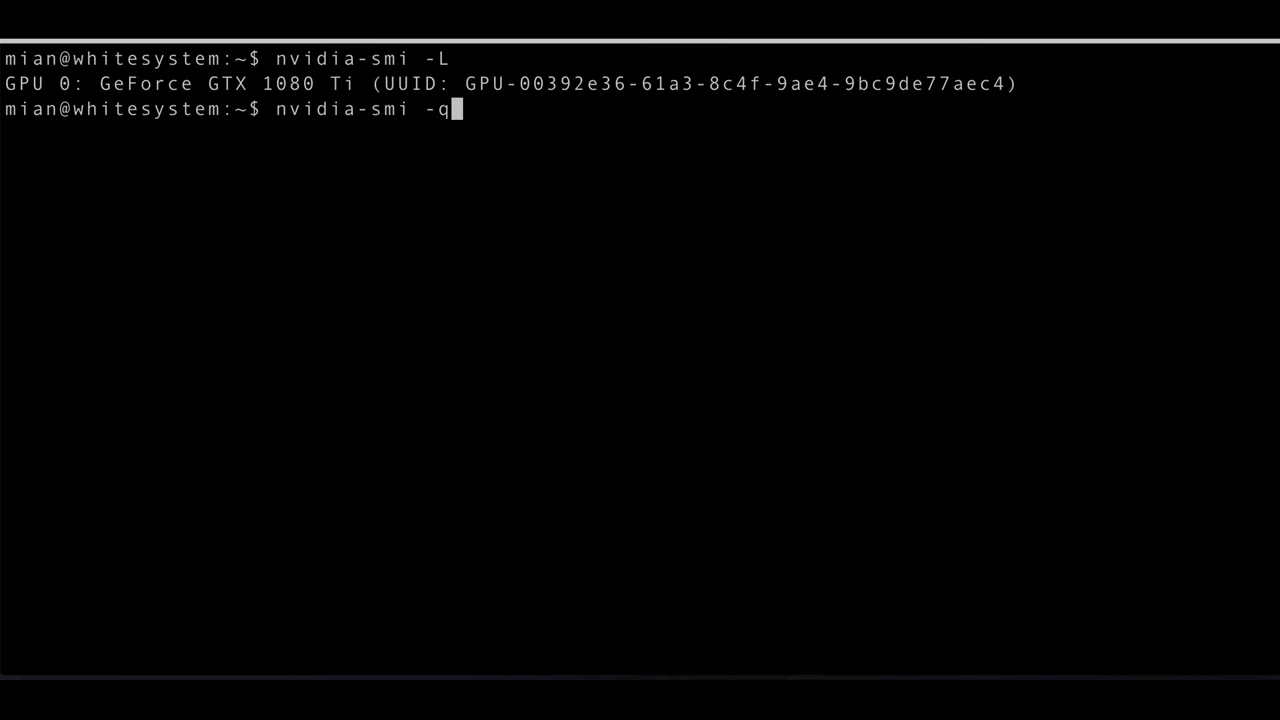 mian@whitesystem:~$ nvidia-smi -L
GPU 0: GeForce GTX 1080 Ti (UUID: GPU-00392e36-61a3-8c4f-9ae4-9bc9de77aec4)
mian@whitesystem:~$ nvidia-smi -q